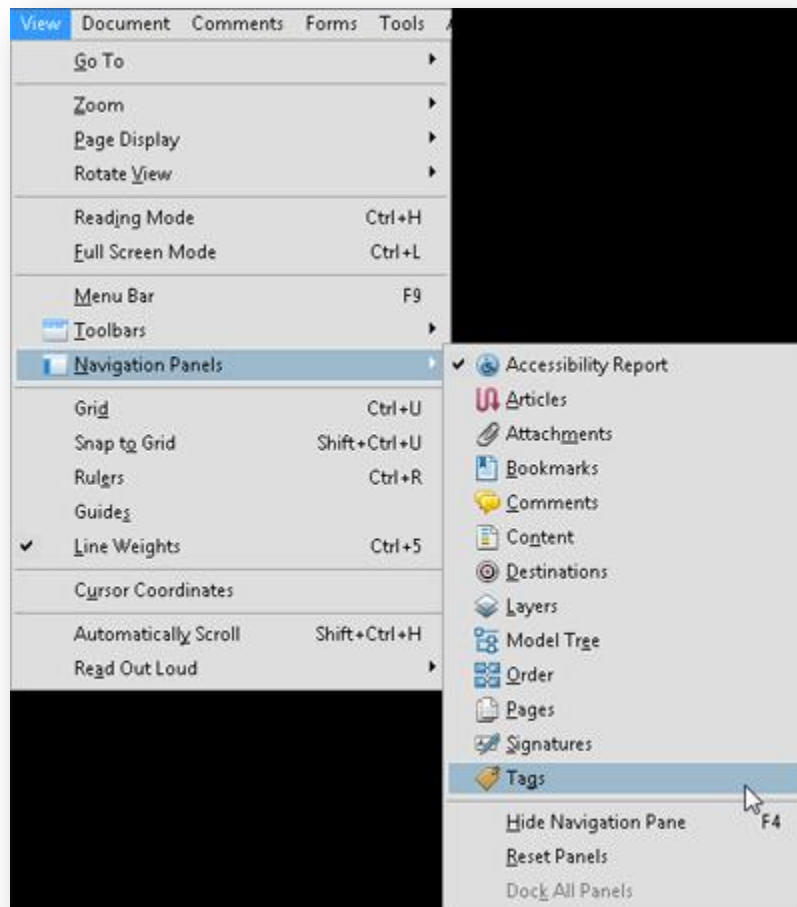 View Document Comments Forms Tools
Go To
Zoom
Page Display
Rotate View
Reading Mode Ctrl+H
Full Screen Mode Ctrl+L
Menu Bar F9
Toolbars
Navigation Panels
Grid Ctrl+U
Snap to Grid Shift+Ctrl+U
Rulers Ctrl+R
Guides
Line Weights Ctrl+5
Cursor Coordinates
Automatically Scroll Shift+Ctrl+H
Read Out Loud
Accessibility Report
Articles
Attachments
Bookmarks
Comments
Content
Destinations
Layers
Model Tree
Order
Pages
Signatures
Tags
Hide Navigation Pane F4
Reset Panels
Dock All Panels